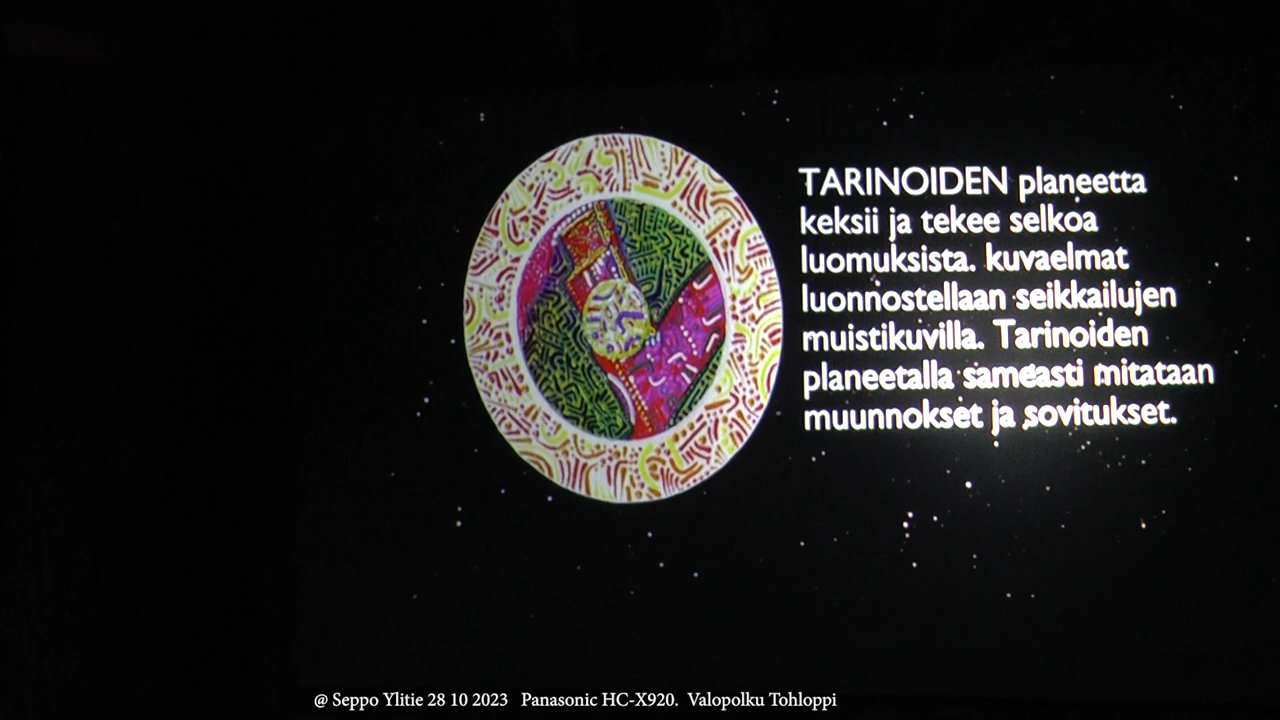 TARINOIDEN planeetta
keksii ja tekee selkoa
luomuksista. kuvaelmat
luonnostellaan seikkailujen
muistikuvilla. Tarinoiden
planeetalla sameasti mitataan
muunnokset ja sovitukset.
@ Seppo Ylitie 28 10 2023 Panasonic HC-X920. Valopolku Tohloppi